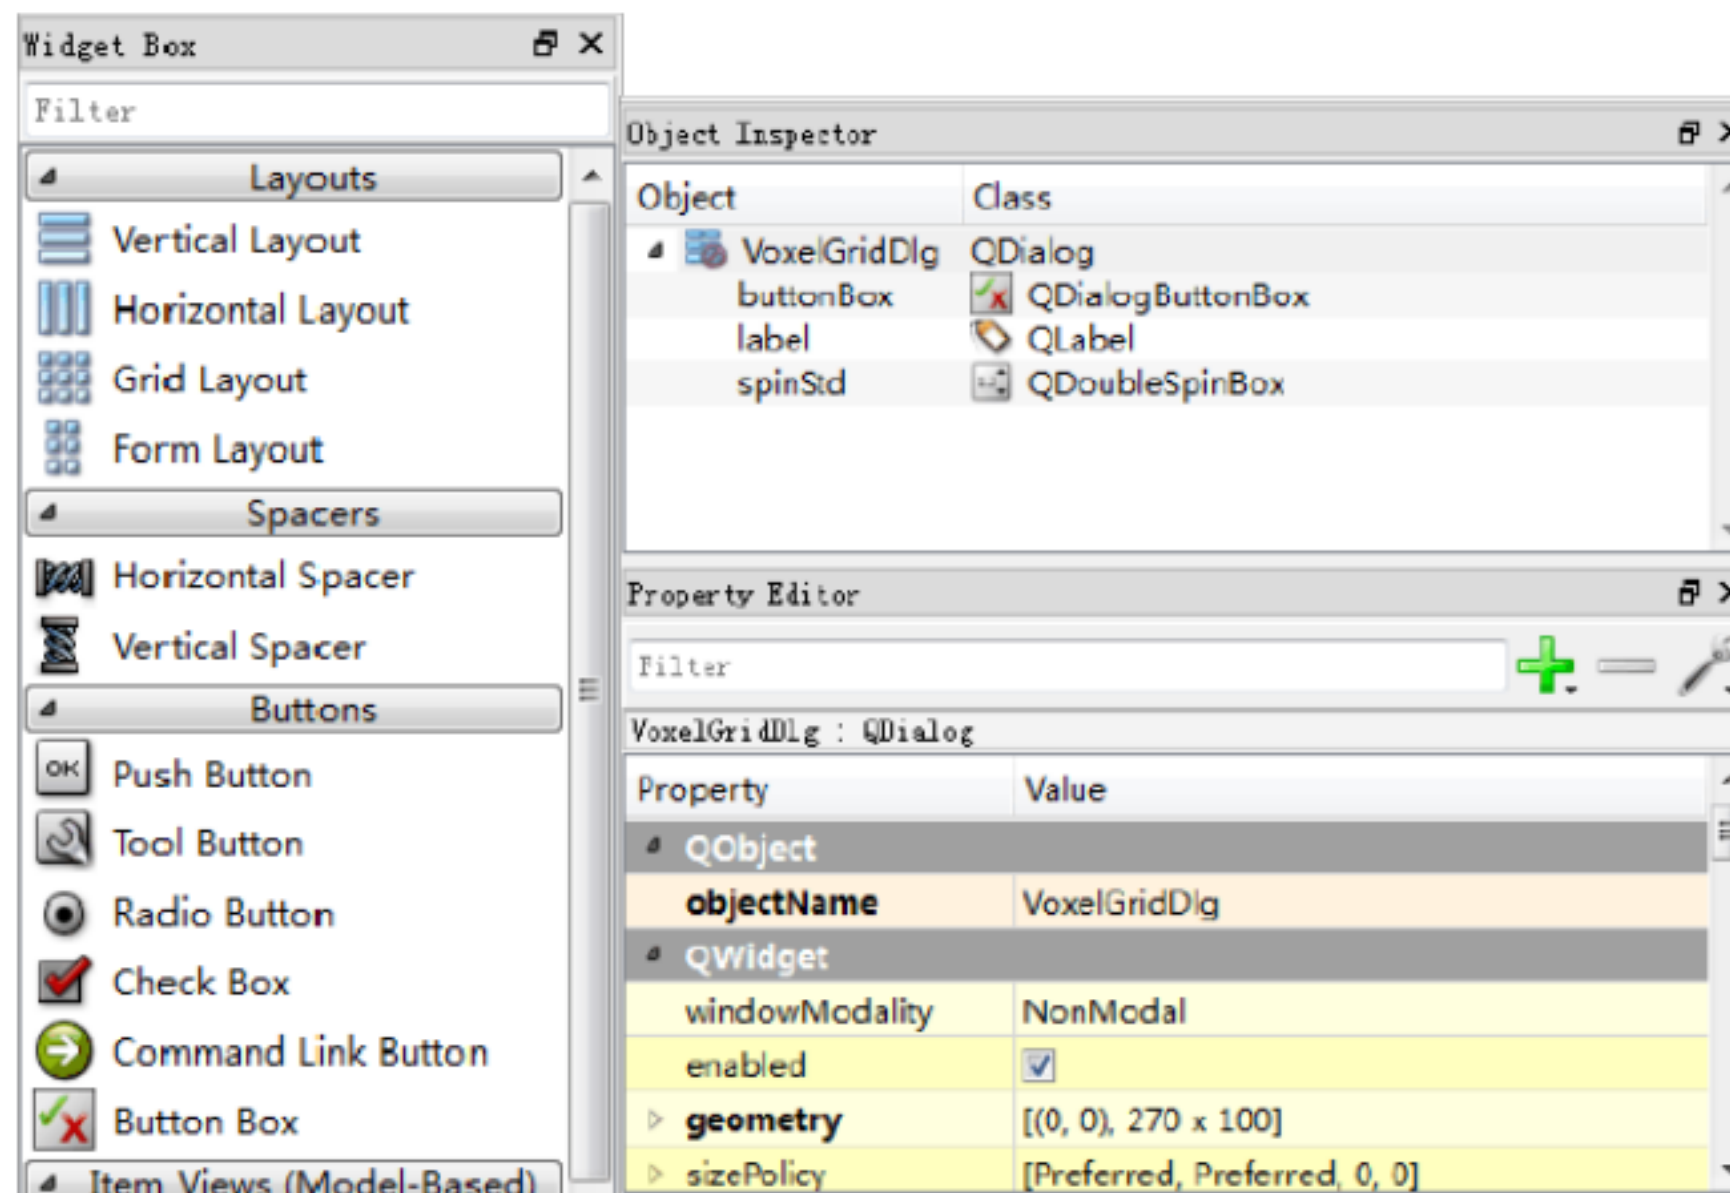 Widget Box
Filter
Layouts
Vertical Layout
Horizontal Layout
Grid Layout
Form Layout
Spacers
Horizontal Spacer
Vertical Spacer
Buttons
OK Push Button
Tool Button
Radio Button
Check Box
Command Link Button
Button Box
Item Views (Model-Based)
Object Inspector
Object Class
VoxelGridDlg QDialog
buttonBox QDialogButtonBox
label QLabel
spinStd QDoubleSpinBox
Property Editor
Filter
VoxelGridDlg : QDialog
Property Value
QObject
objectName VoxelGridDlg
QWidget
windowModality NonModal
enabled
geometry [(0, 0), 270 x 100]
sizePolicy [Preferred, Preferred, 0, 0]